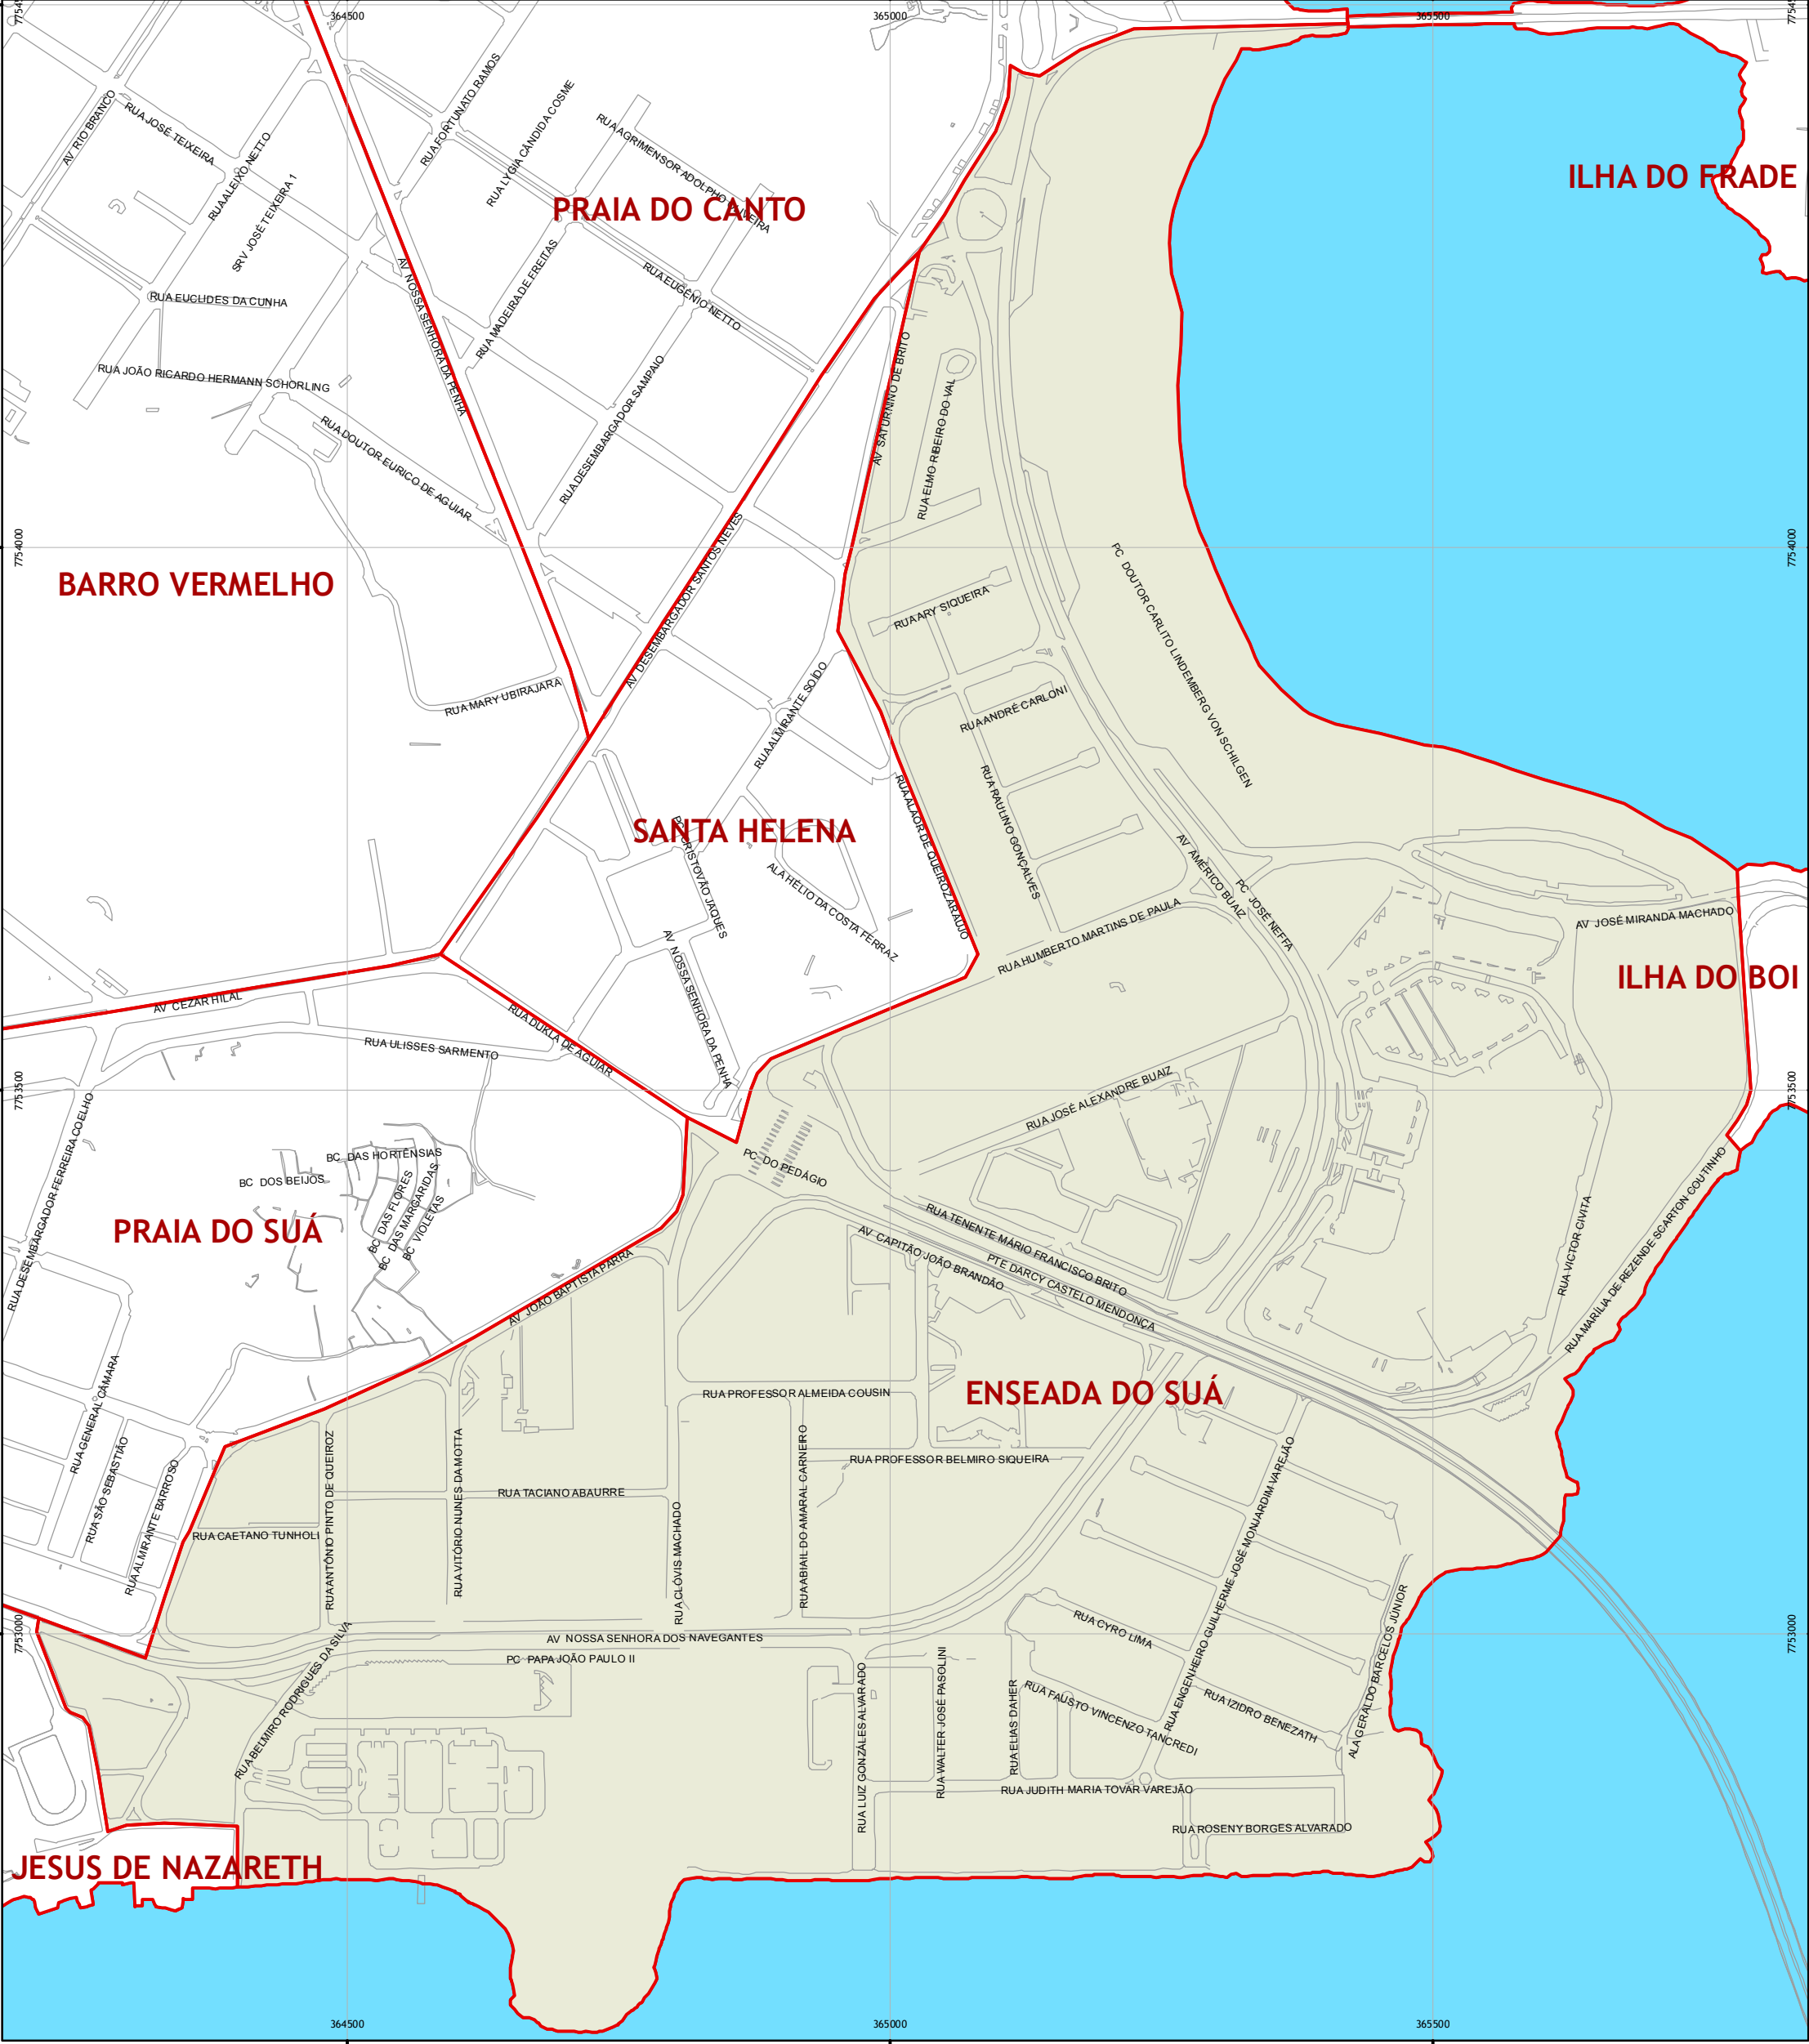 364500
365000
365500
AV RIO BRANCO
RUA JOSÉ TEIXEIRA
RUA ALEIXO NETTO
SRV JOSÉ TEIXEIRA 1
RUA FORTUNATO RAMOS
RUA LYGIA CÂNDIDA COSME
RUA AGRIMENSOR ADOLPHO OLIVEIRA
PRAIA DO CANTO
ILHA DO FRADE
RUA EUCLIDES DA CUNHA
AV NOSSA SENHORA DA PENHA
RUA MADEIRA DE FREITAS
RUA EUGÊNIO NETTO
RUA JOÃO RICARDO HERMANN SCHORLING
RUA DOUTOR EURICO DE AGUIAR
RUA DESEMBARGADOR SAMPAIO
AV SATURNINO DE BRITO
RUA ELMO RIBEIRO DO VAL
7754000
7754000
BARRO VERMELHO
AV DESEMBARGADOR SANTOS NEVES
RUA ARY SIQUEIRA
PC DOUTOR CARLITO LINDEMBERG VON SCHILGEN
RUA MARY UBIRAJARA
RUA ALMIRANTE SOÍDO
RUA ANDRÉ CARLONI
SANTA HELENA
PC CRISTOVÃO JAQUES
ALA HÉLIO DA COSTA FERRAZ
RUA ALAOR DE QUEIROZ ARAUJO
RUA RAULINO GONÇALVES
AV AMÉRICO BUAIZ
PC JOSÉ NEFFA
RUA HUMBERTO MARTINS DE PAULA
AV JOSÉ MIRANDA MACHADO
ILHA DO BOI
AV CEZAR HILAL
RUA DUKLA DE AGUIAR
AV NOSSA SENHORA DA PENHA
RUA ULISSES SARMENTO
7753500
7753500
RUA JOSÉ ALEXANDRE BUAIZ
RUA DESEMBARGADOR FERREIRA COELHO
BC DAS HORTÊNSIAS
BC DOS BEIJOS
BC DAS FLORES
BC DAS MARGARIDAS
BC VIOLETAS
PC DO PEDÁGIO
PRAIA DO SUÁ
RUA TENENTE MÁRIO FRANCISCO BRITO
AV CAPITÃO JOÃO BRANDÃO
PTE DARCY CASTELO MENDONÇA
RUA VICTOR CIVITA
RUA MARÍLIA DE REZENDE SCARTON COUTINHO
AV JOÃO BAPTISTA PARRA
ENSEADA DO SUÁ
RUA PROFESSOR ALMEIDA COUSIN
RUA GENERAL CÂMARA
RUA SÃO SEBASTIÃO
RUA ALMIRANTE BARROSO
RUA PROFESSOR BELMIRO SIQUEIRA
RUA TACIANO ABAURRE
RUA CAETANO TUNHOLI
RUA ANTÔNIO PINTO DE QUEIROZ
RUA VITÓRIO NUNES DA MOTTA
RUA CLÓVIS MACHADO
RUA ABIAIL DO AMARAL CARNEIRO
RUA ENGENHEIRO GUILHERME JOSÉ MONJARDIM VAREJÃO
ALA GERALDO BARCELOS JÚNIOR
7753000
7753000
RUA CYRO LIMA
AV NOSSA SENHORA DOS NAVEGANTES
PC PAPA JOÃO PAULO II
RUA BELMIRO RODRIGUES DA SILVA
RUA LUIZ GONZÁLES ALVARADO
RUA WALTER JOSÉ PASOLINI
RUA ELIAS DAHER
RUA FAUSTO VINCENZO TANCREDI
RUA IZIDRO BENEZATH
RUA JUDITH MARIA TOVAR VAREJÃO
RUA ROSENY BORGES ALVARADO
JESUS DE NAZARETH
364500
365000
365500